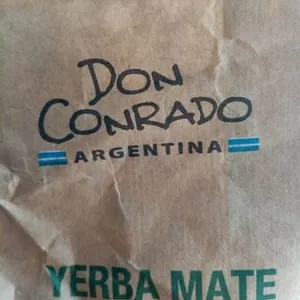 DON
CONRADO
ARGENTINA
YERBA MATE